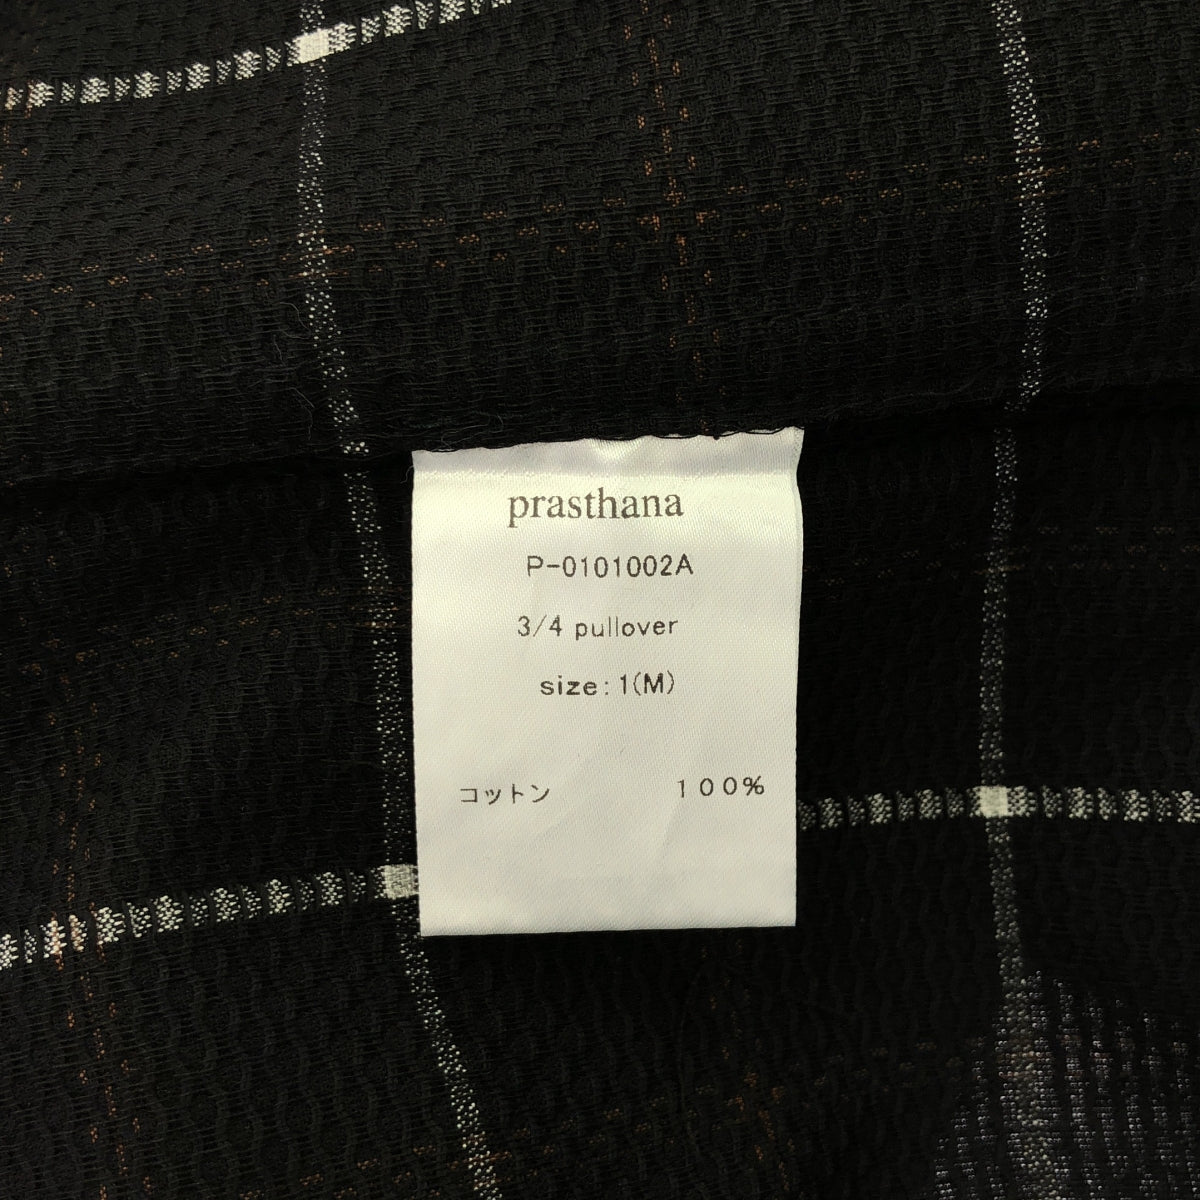 prasthana
P-0101002A
3/4 pullover
size:1(M)
コットン 100%